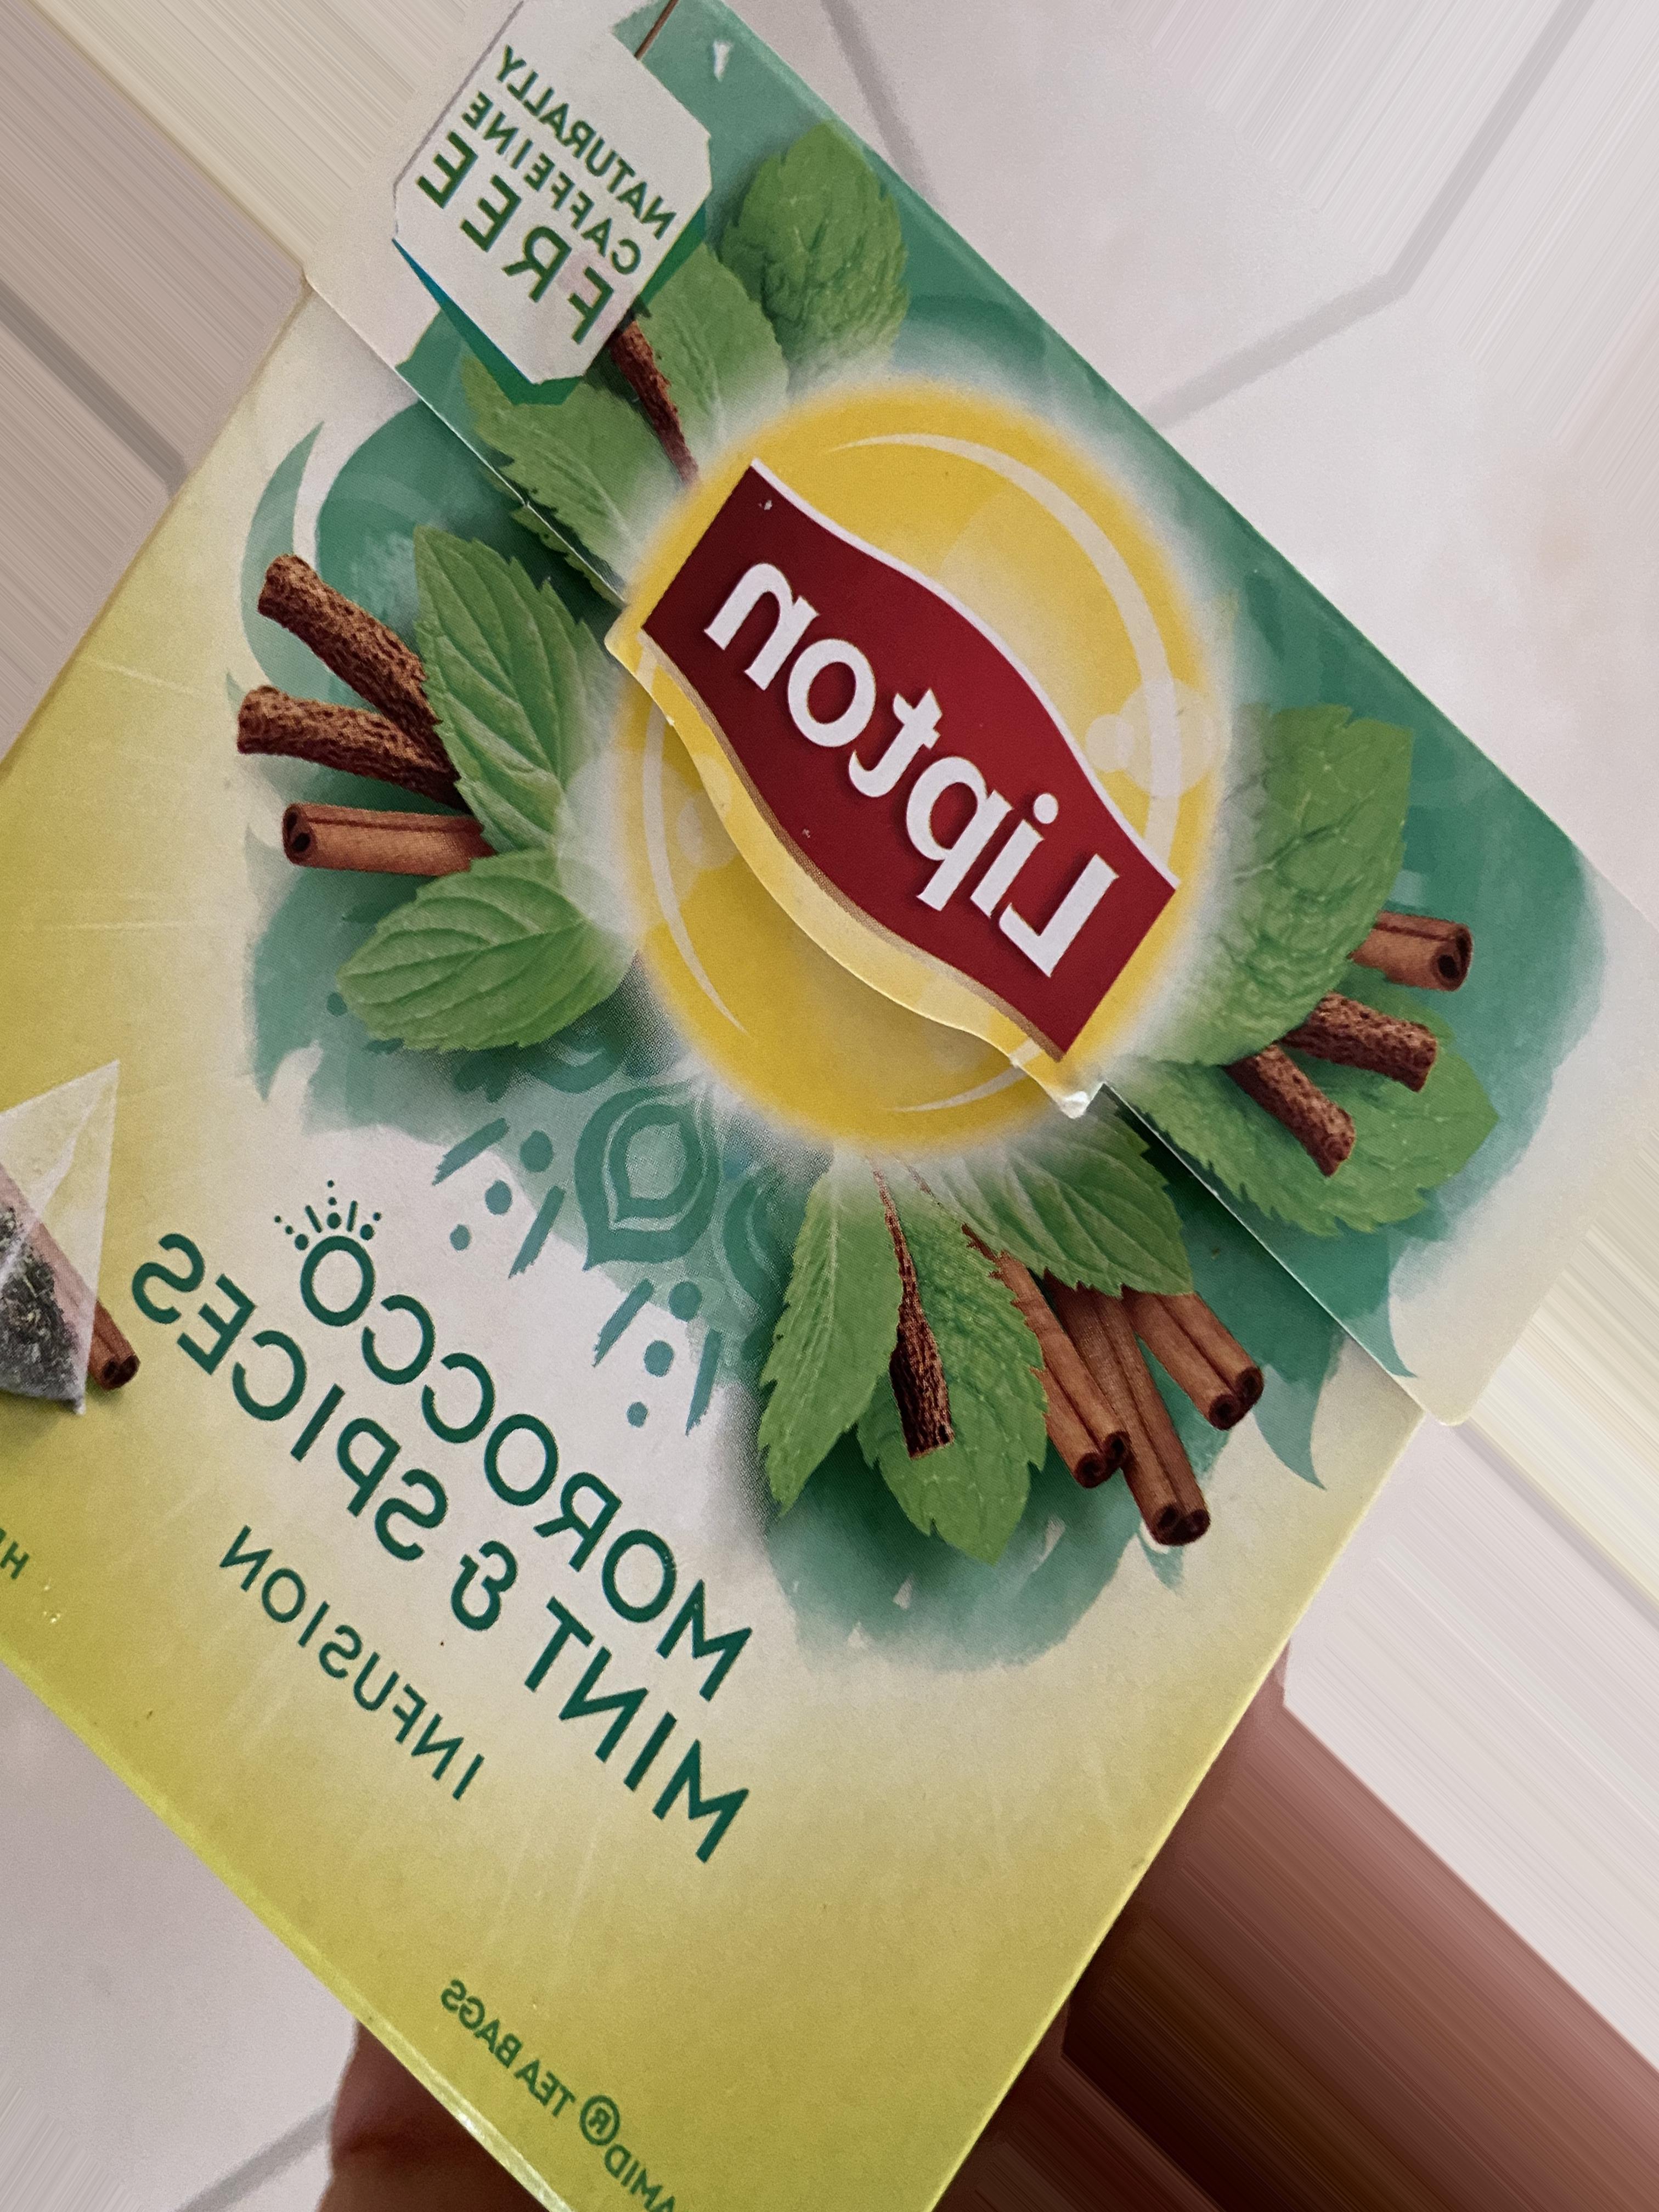 NATURALLY
CAFFEINE
FREE
Lipton
MOROCCO
MINT & SPICES
INFUSION
® TEA BAGS